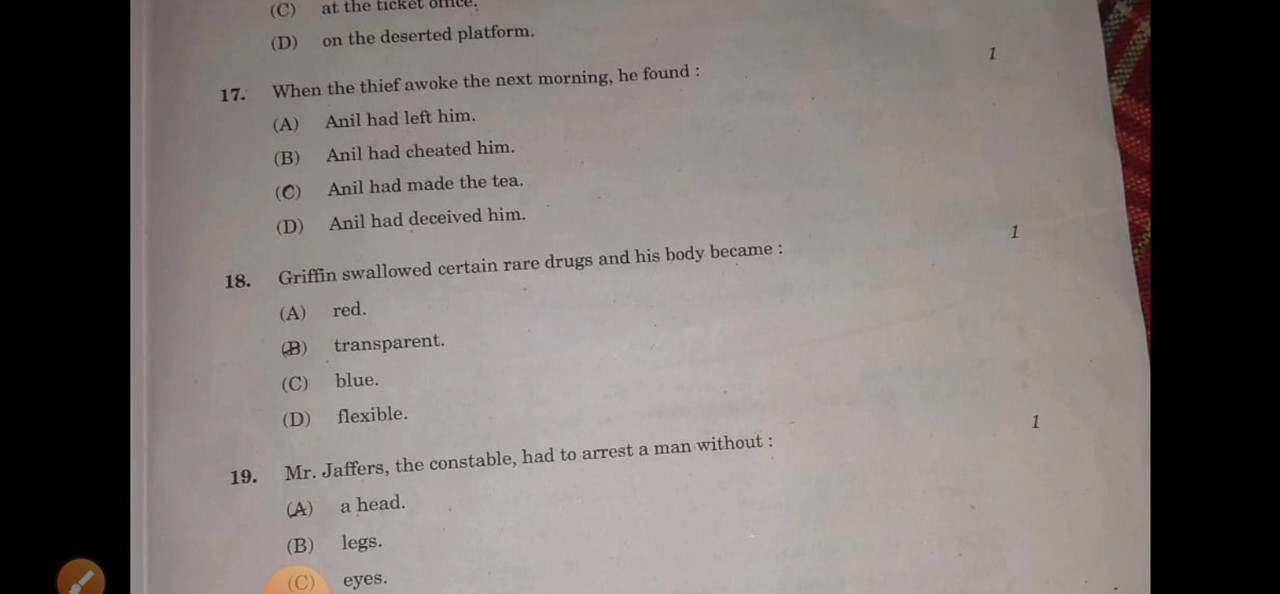 (C) at the ticket office.
(D) on the deserted platform.
1
17. When the thief awoke the next morning, he found :
(A) Anil had left him.
(B) Anil had cheated him.
(C) Anil had made the tea.
(D) Anil had deceived him.
1
18. Griffin swallowed certain rare drugs and his body became :
(A) red.
(B) transparent.
(C) blue.
(D) flexible.
1
19. Mr. Jaffers, the constable, had to arrest a man without :
(A) a head.
(B) legs.
(C) eyes.